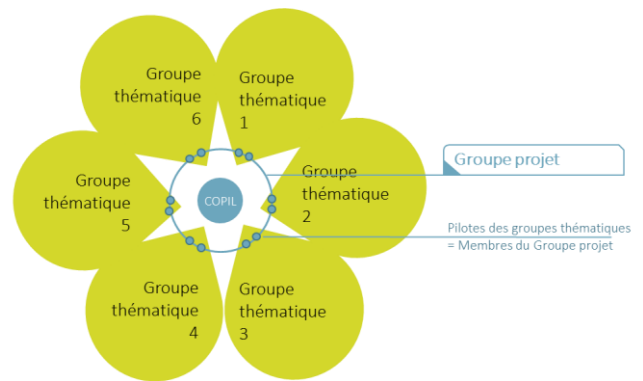 Groupe
thématique
6
Groupe
thématique
1
Groupe projet
Groupe
thématique
5
COPIL
Groupe
thématique
2
Pilotes des groupes thématiques
= Membres du Groupe projet
Groupe
thématique
4
Groupe
thématique
3